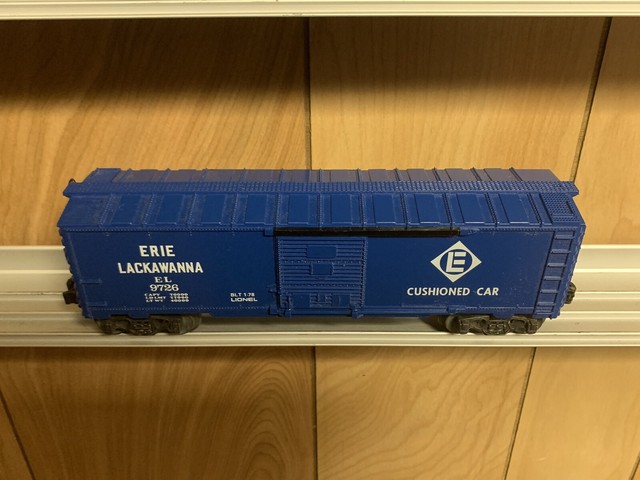 ERIE
LACKAWANNA
EL
9726
BLT 1-78
LIONEL
E
CUSHIONED CAR